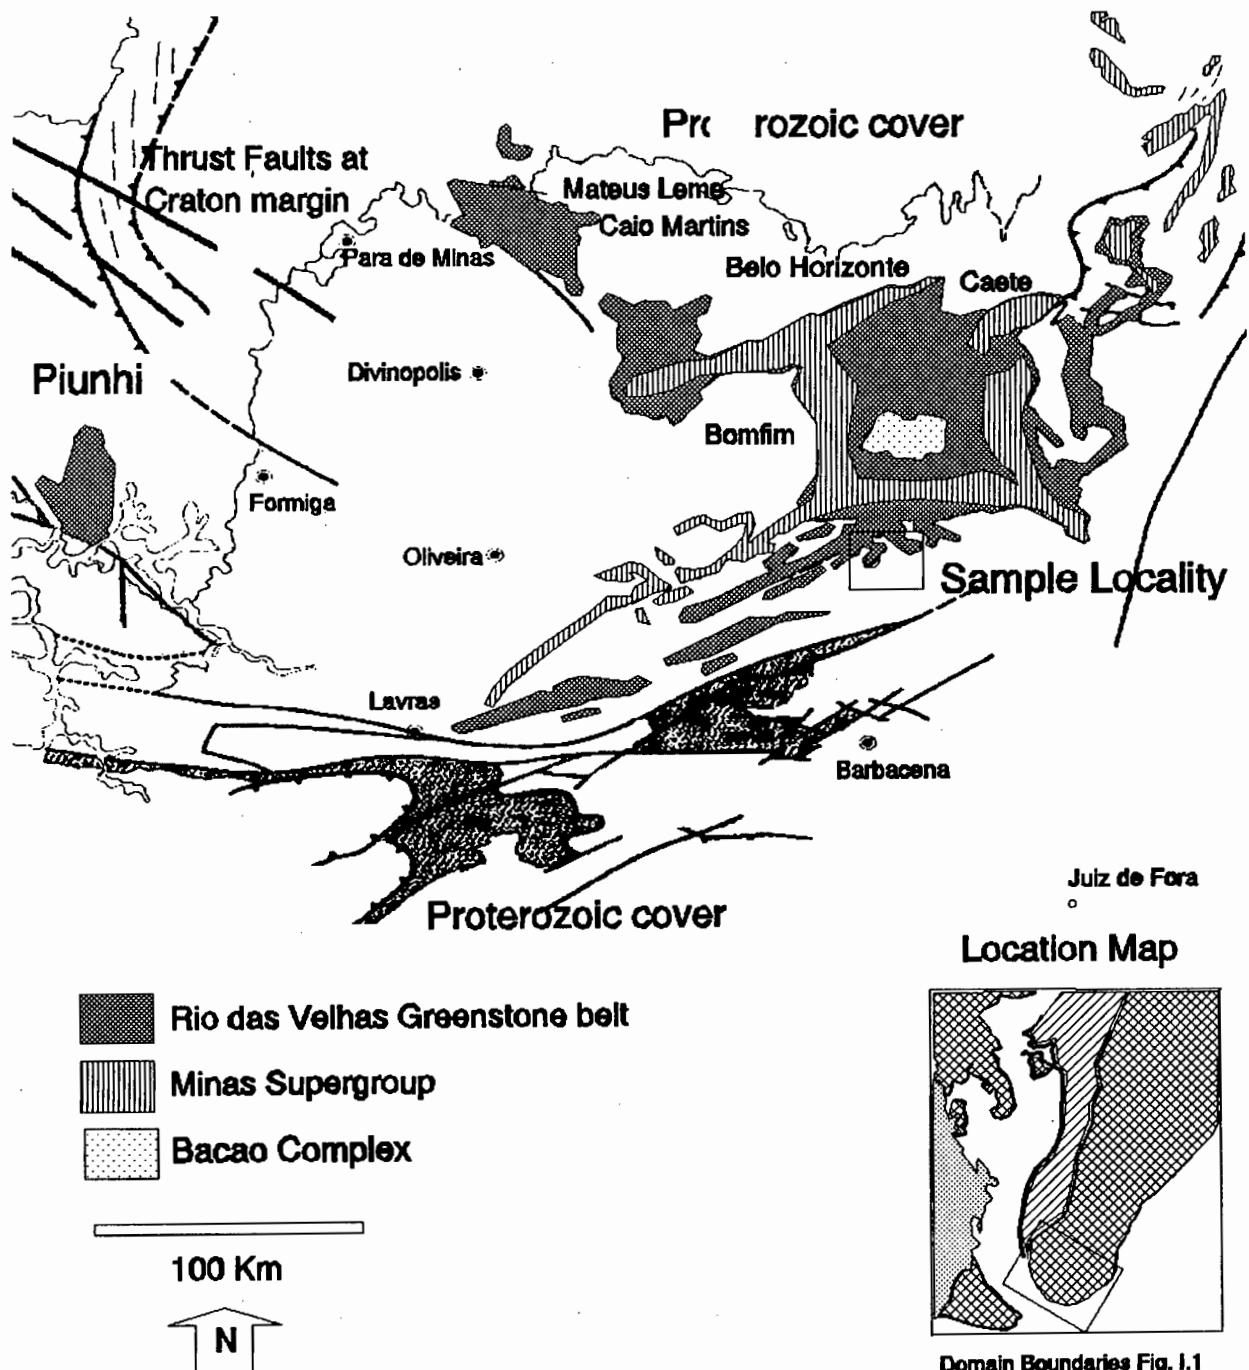 Pro rozoic cover
Thrust Faults at
Craton margin
Mateus Leme
Caio Martins
Para de Minas
Belo Horizonte
Caete
Piunhi
Divinopolis
Bomfim
Formiga
Oliveira
Sample Locality
Lavras
Barbacena
Juiz de Fora
Proterozoic cover
Location Map
Rio das Velhas Greenstone belt
Minas Supergroup
Bacao Complex
100 Km
N
Domain Boundaries Fig. I.1